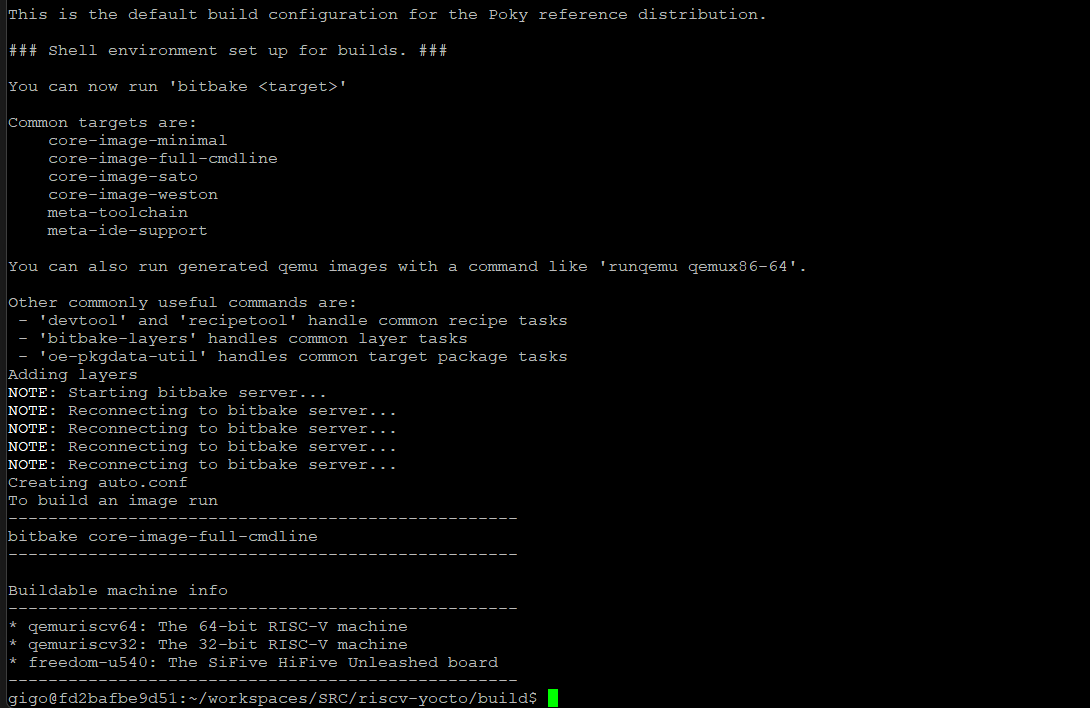 This is the default build configuration for the Poky reference distribution.
### Shell environment set up for builds. ###
You can now run 'bitbake <target>'
Common targets are:
    core-image-minimal
    core-image-full-cmdline
    core-image-sato
    core-image-weston
    meta-toolchain
    meta-ide-support
You can also run generated qemu images with a command like 'runqemu qemux86-64'.
Other commonly useful commands are:
 - 'devtool' and 'recipetool' handle common recipe tasks
 - 'bitbake-layers' handles common layer tasks
 - 'oe-pkgdata-util' handles common target package tasks
Adding layers
NOTE: Starting bitbake server...
NOTE: Reconnecting to bitbake server...
NOTE: Reconnecting to bitbake server...
NOTE: Reconnecting to bitbake server...
NOTE: Reconnecting to bitbake server...
Creating auto.conf
To build an image run
---------------------------------------------------
bitbake core-image-full-cmdline
---------------------------------------------------
Buildable machine info
---------------------------------------------------
* qemuriscv64: The 64-bit RISC-V machine
* qemuriscv32: The 32-bit RISC-V machine
* freedom-u540: The SiFive HiFive Unleashed board
---------------------------------------------------
gigo@fd2bafbe9d51:~/workspaces/SRC/riscv-yocto/build$